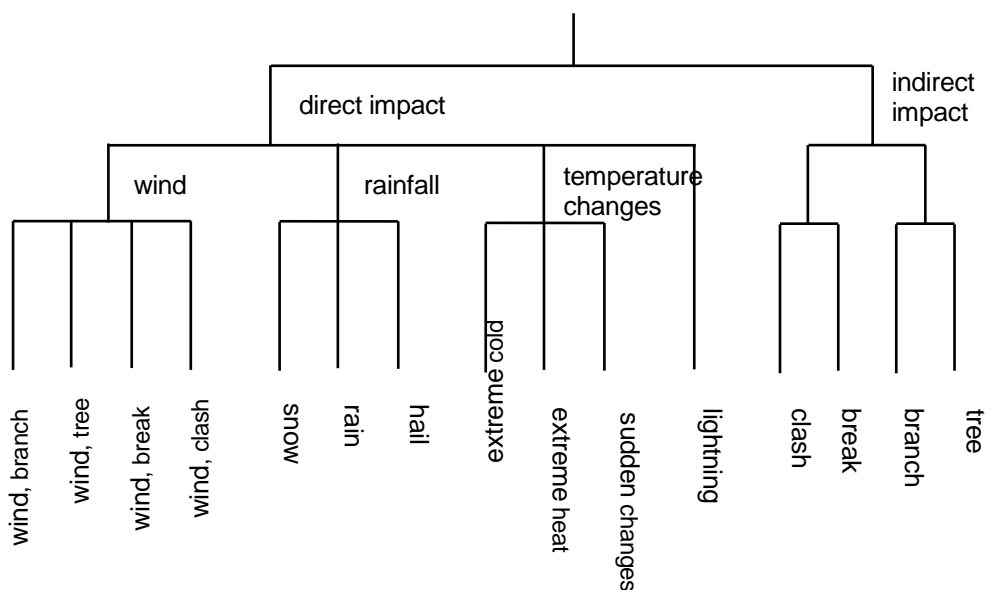 indirect
impact
direct impact
wind
rainfall
temperature
changes
wind, branch
wind, tree
wind, break
wind, clash
snow
rain
hail
extreme cold
extreme heat
sudden changes
lightning
clash
break
branch
tree